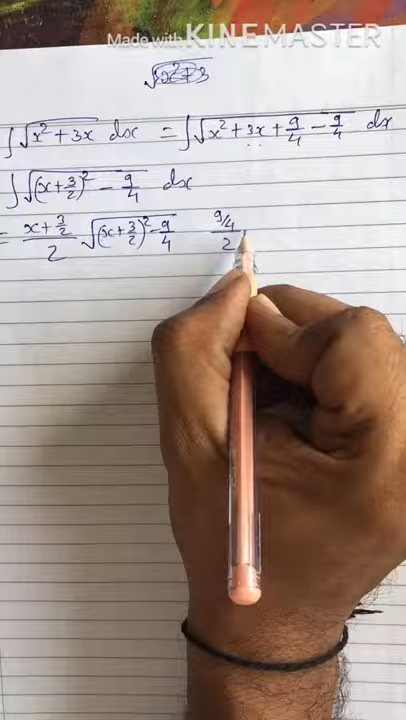 Made with KINEMASTER
√x²+3
∫√x² + 3x dx = ∫√x² + 3x + 9/4 - 9/4 dx
∫√(x + 3/2)² - 9/4 dx
= (x + 3/2)/2 √(x + 3/2)² - 9/4 (9/4)/2